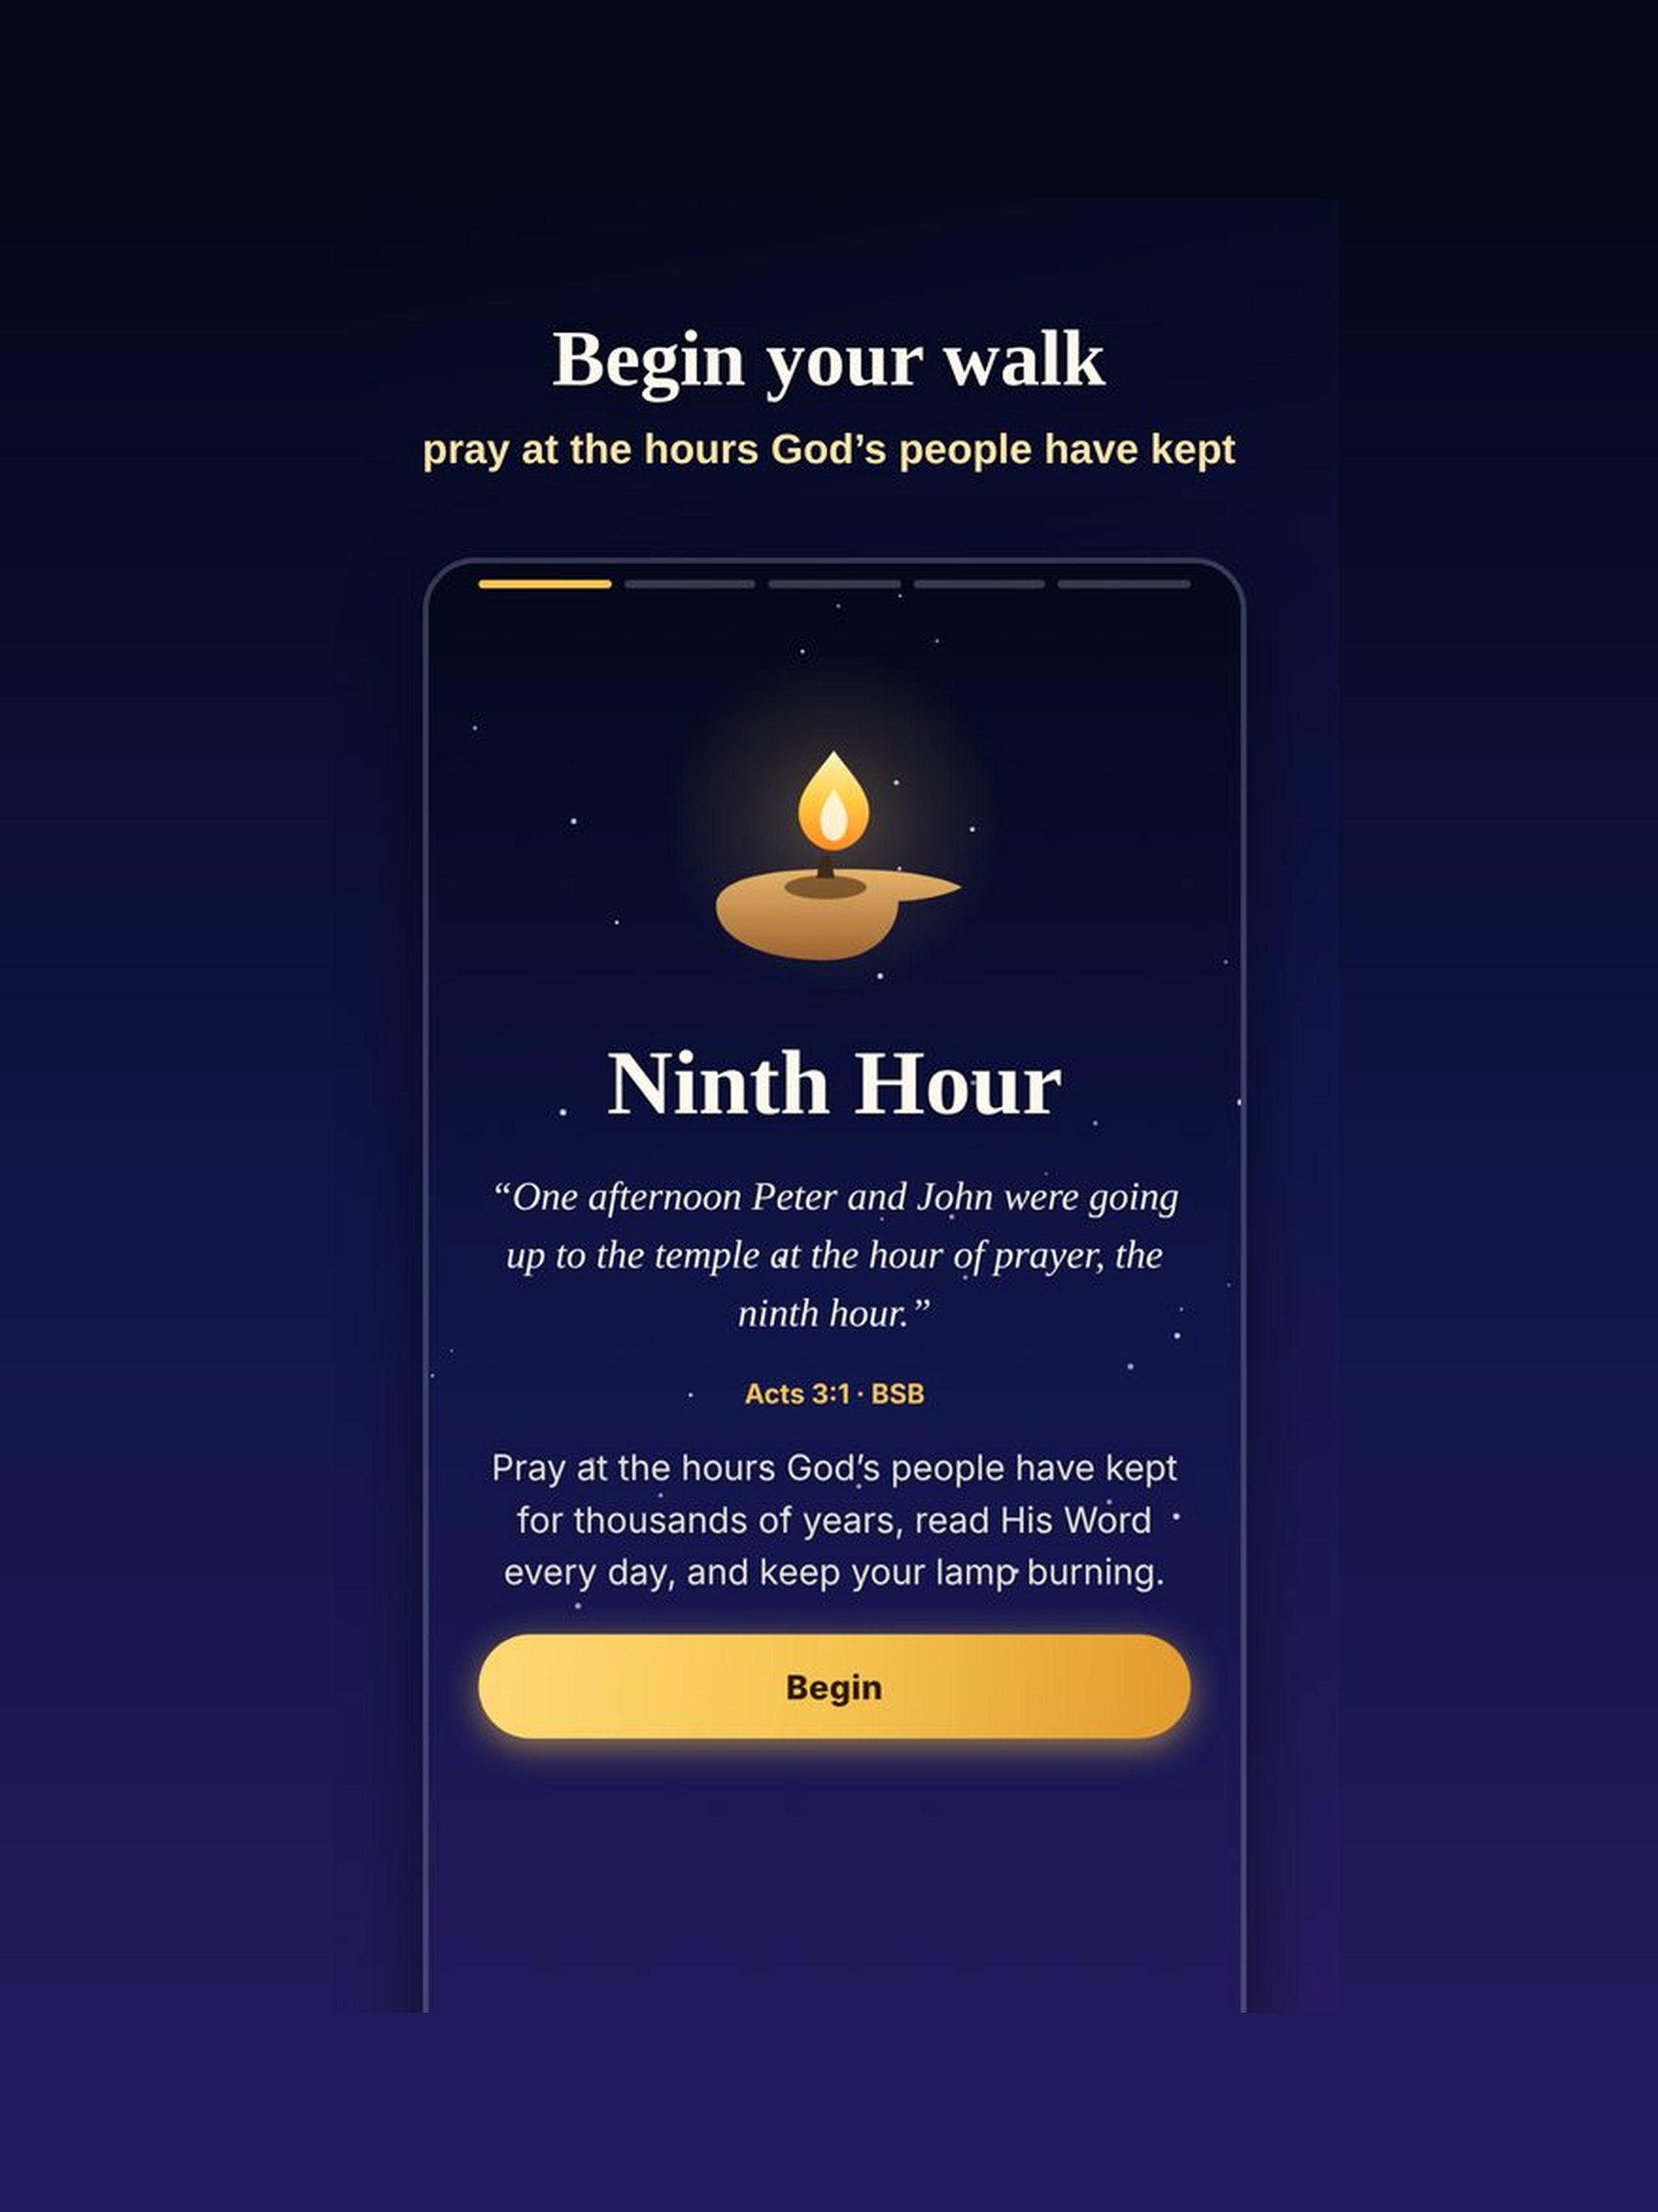 Begin your walk
pray at the hours God’s people have kept
Ninth Hour
“One afternoon Peter and John were going
up to the temple at the hour of prayer, the
ninth hour.”
Acts 3:1 · BSB
Pray at the hours God’s people have kept
for thousands of years, read His Word
every day, and keep your lamp burning.
Begin